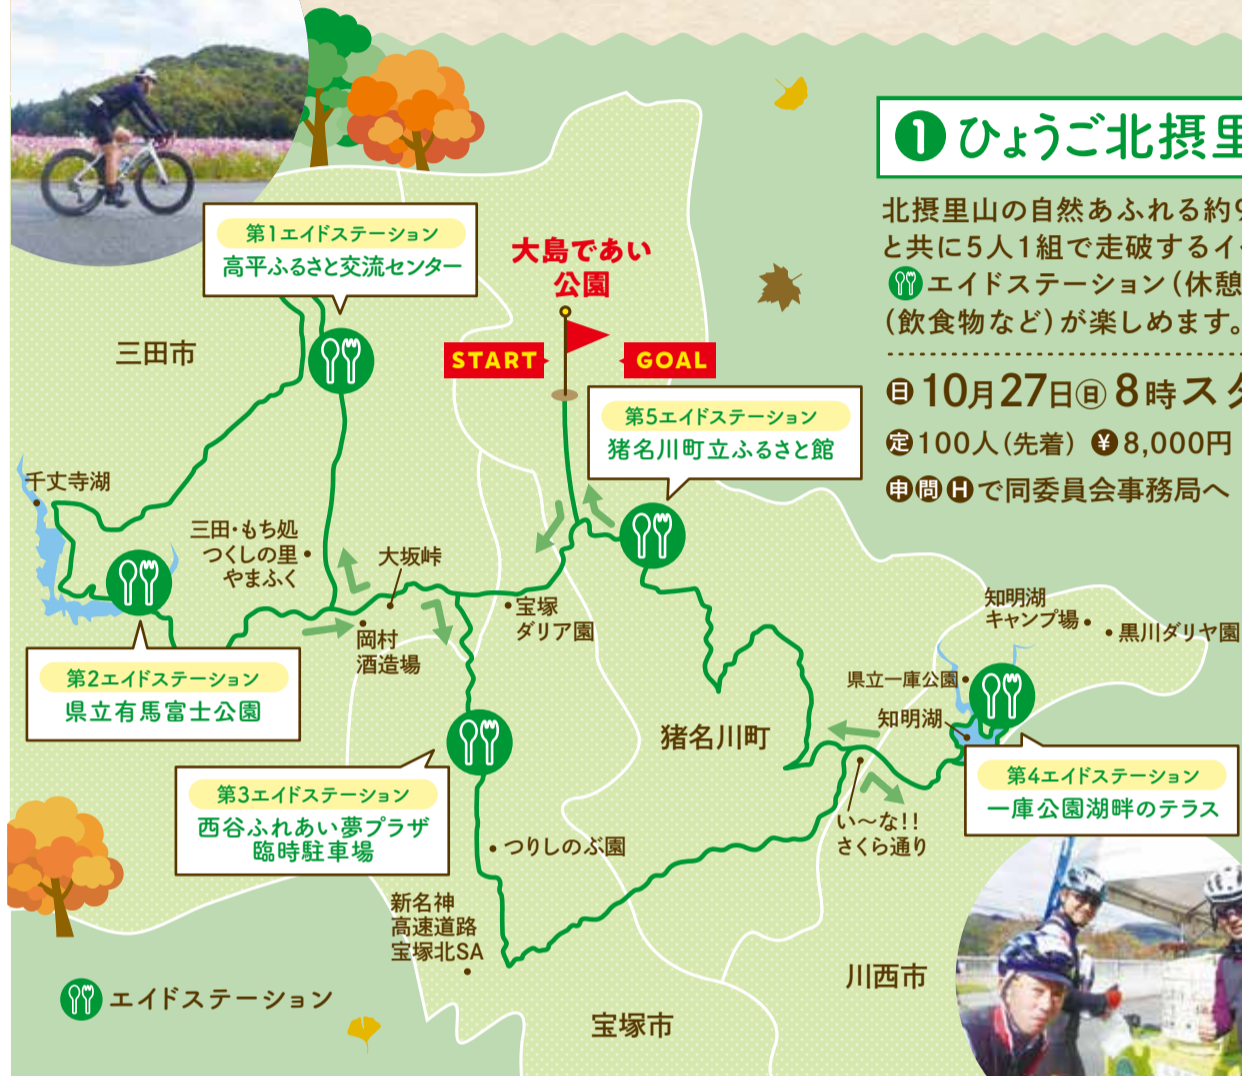 ❶ひょうご北摂里
北摂里山の自然あふれる約9
と共に5人1組で走破するイ
エイドステーション(休憩
(飲食物など)が楽しめます。
日10月27日㊐8時スタ
定100人(先着) ¥8,000円
申問Hで同委員会事務局へ
第1エイドステーション
高平ふるさと交流センター
大島であい
公園
START
GOAL
三田市
第5エイドステーション
猪名川町立ふるさと館
千丈寺湖
三田・もち処
つくしの里
やまふく
大坂峠
岡村
酒造場
宝塚
ダリア園
知明湖
キャンプ場
黒川ダリヤ園
県立一庫公園
知明湖
第2エイドステーション
県立有馬富士公園
猪名川町
第3エイドステーション
西谷ふれあい夢プラザ
臨時駐車場
第4エイドステーション
一庫公園湖畔のテラス
い〜な!!
さくら通り
つりしのぶ園
新名神
高速道路
宝塚北SA
川西市
宝塚市
エイドステーション